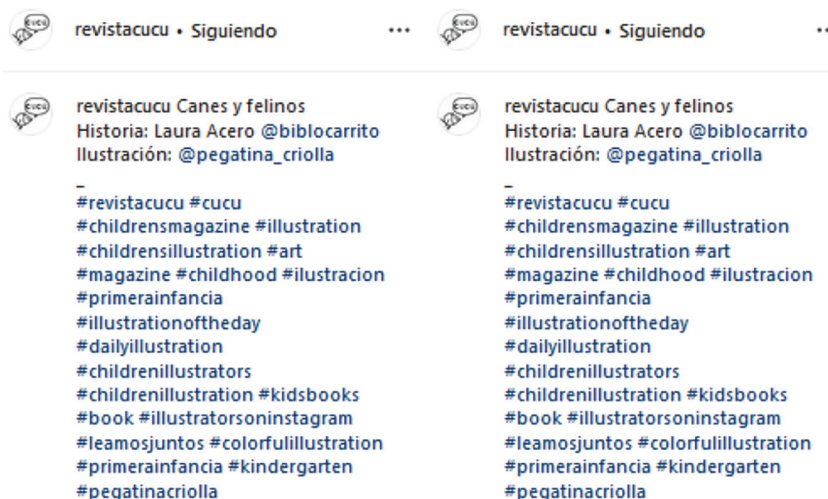 revistacucu • Siguiendo
revistacucu Canes y felinos
Historia: Laura Acero @biblocarrito
Ilustración: @pegatina_criolla
_
#revistacucu #cucu
#childrensmagazine #illustration
#childrensillustration #art
#magazine #childhood #ilustracion
#primerainfancia
#illustrationoftheday
#dailyillustration
#childrenillustrators
#childrenillustration #kidsbooks
#book #illustratorsoninstagram
#leamosjuntos #colorfulillustration
#primerainfancia #kindergarten
#pegatinacriolla
revistacucu • Siguiendo
revistacucu Canes y felinos
Historia: Laura Acero @biblocarrito
Ilustración: @pegatina_criolla
_
#revistacucu #cucu
#childrensmagazine #illustration
#childrensillustration #art
#magazine #childhood #ilustracion
#primerainfancia
#illustrationoftheday
#dailyillustration
#childrenillustrators
#childrenillustration #kidsbooks
#book #illustratorsoninstagram
#leamosjuntos #colorfulillustration
#primerainfancia #kindergarten
#pegatinacriolla